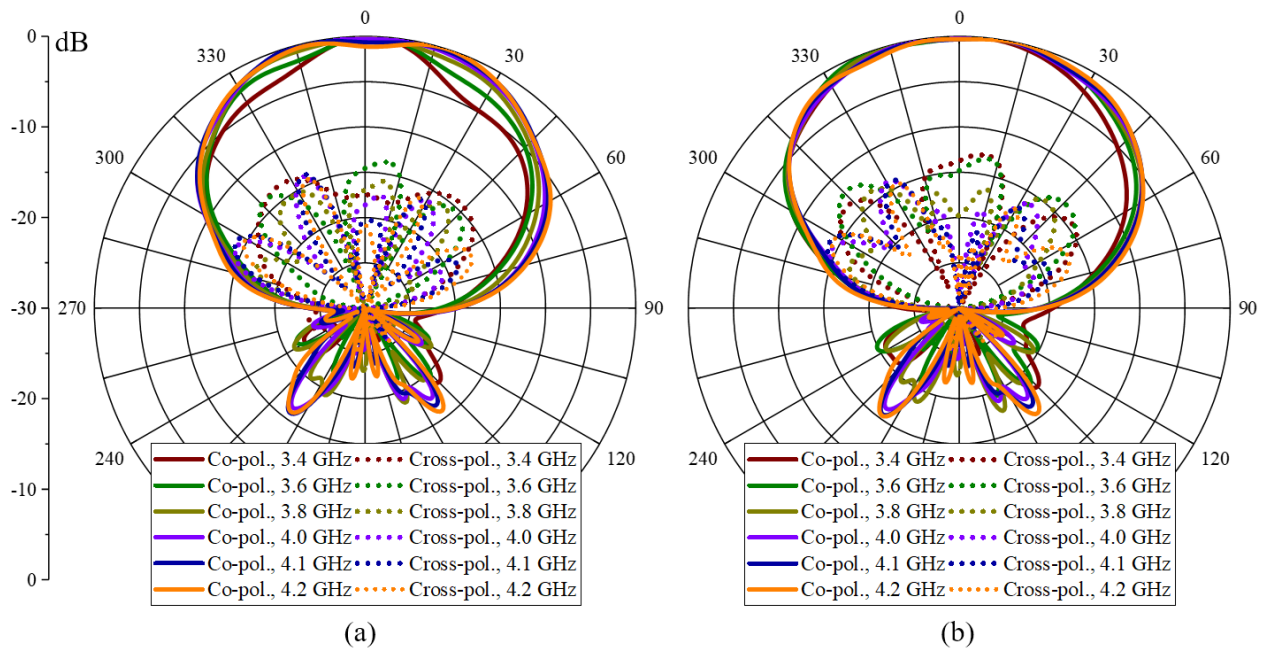 dB
0
-10
-20
-30
-20
-10
0
0
330
30
300
60
270
90
240
120
Co-pol., 3.4 GHz Cross-pol., 3.4 GHz
Co-pol., 3.6 GHz Cross-pol., 3.6 GHz
Co-pol., 3.8 GHz Cross-pol., 3.8 GHz
Co-pol., 4.0 GHz Cross-pol., 4.0 GHz
Co-pol., 4.1 GHz Cross-pol., 4.1 GHz
Co-pol., 4.2 GHz Cross-pol., 4.2 GHz
(a)
0
330
30
300
60
270
90
240
120
Co-pol., 3.4 GHz Cross-pol., 3.4 GHz
Co-pol., 3.6 GHz Cross-pol., 3.6 GHz
Co-pol., 3.8 GHz Cross-pol., 3.8 GHz
Co-pol., 4.0 GHz Cross-pol., 4.0 GHz
Co-pol., 4.1 GHz Cross-pol., 4.1 GHz
Co-pol., 4.2 GHz Cross-pol., 4.2 GHz
(b)